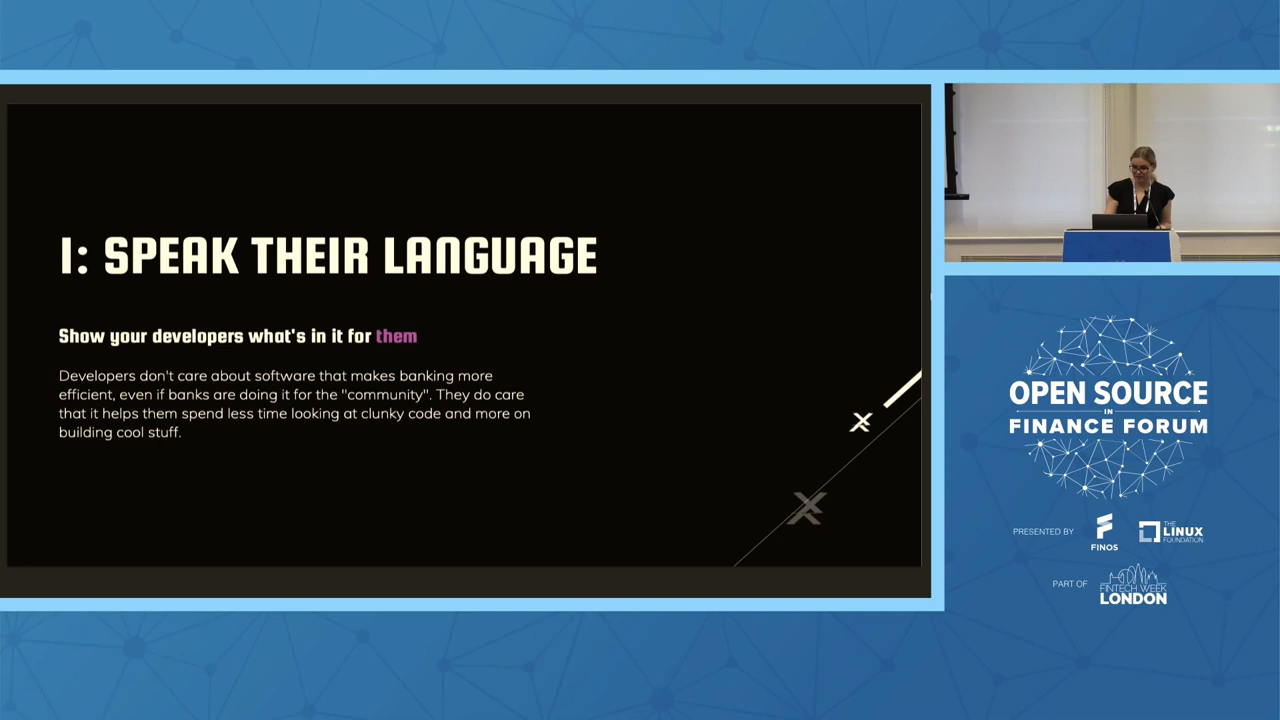 I: SPEAK THEIR LANGUAGE
Show your developers what's in it for them
Developers don't care about software that makes banking more
efficient, even if banks are doing it for the "community". They do care
that it helps them spend less time looking at clunky code and more on
building cool stuff.
OPEN SOURCE
IN
FINANCE FORUM
PRESENTED BY
FINOS
THE
LINUX
FOUNDATION
PART OF
FINTECH WEEK
LONDON